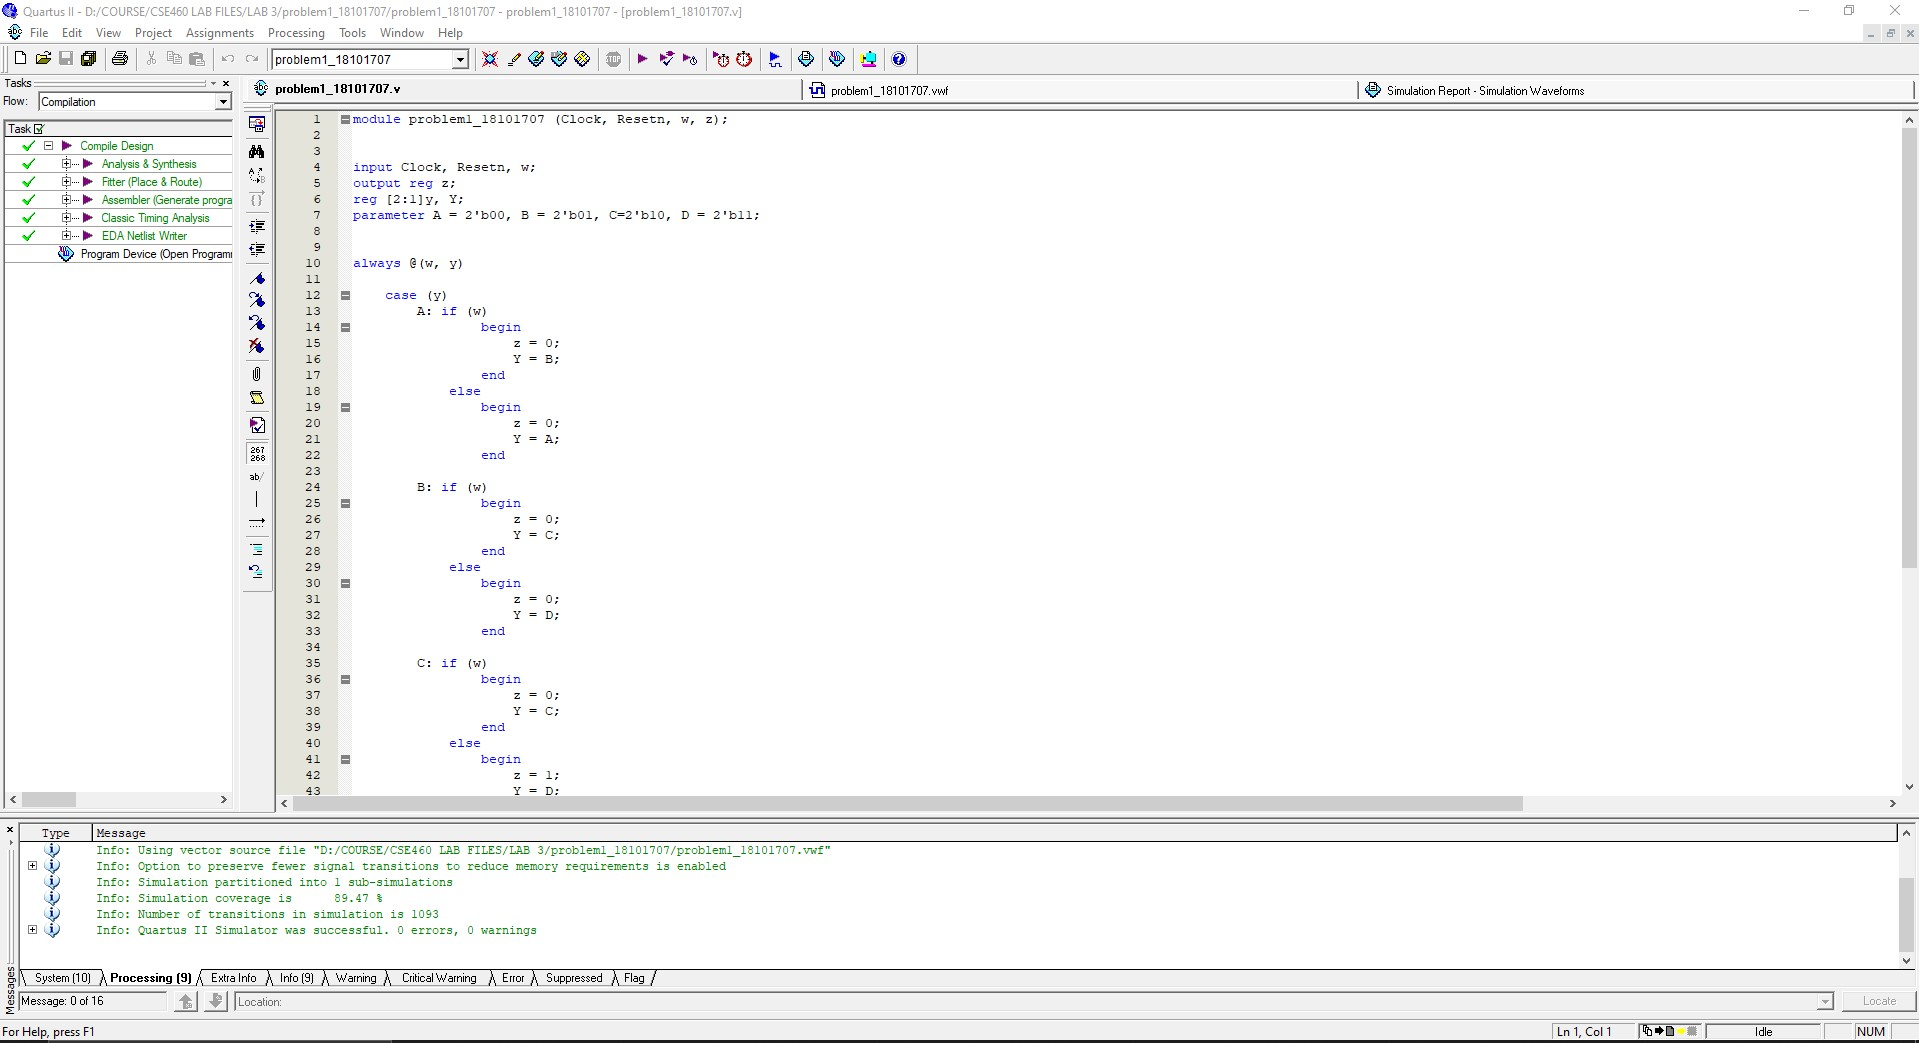 Quartus II - D:/COURSE/CSE460 LAB FILES/LAB 3/problem1_18101707/problem1_18101707 - problem1_18101707 - [problem1_18101707.v]
File Edit View Project Assignments Processing Tools Window Help
problem1_18101707
Tasks
Flow: Compilation
Task
Compile Design
Analysis & Synthesis
Fitter (Place & Route)
Assembler (Generate progra
Classic Timing Analysis
EDA Netlist Writer
Program Device (Open Program
abc problem1_18101707.v
problem1_18101707.vwf
Simulation Report - Simulation Waveforms
267
268
ab/
1 module problem1_18101707 (Clock, Resetn, w, z);
2
3
4 input Clock, Resetn, w;
5 output reg z;
6 reg [2:1]y, Y;
7 parameter A = 2'b00, B = 2'b01, C=2'b10, D = 2'b11;
8
9
10 always @(w, y)
11
12 case (y)
13 A: if (w)
14 begin
15 z = 0;
16 Y = B;
17 end
18 else
19 begin
20 z = 0;
21 Y = A;
22 end
23
24 B: if (w)
25 begin
26 z = 0;
27 Y = C;
28 end
29 else
30 begin
31 z = 0;
32 Y = D;
33 end
34
35 C: if (w)
36 begin
37 z = 0;
38 Y = C;
39 end
40 else
41 begin
42 z = 1;
43 Y = D;
Type Message
Info: Using vector source file "D:/COURSE/CSE460 LAB FILES/LAB 3/problem1_18101707/problem1_18101707.vwf"
Info: Option to preserve fewer signal transitions to reduce memory requirements is enabled
Info: Simulation partitioned into 1 sub-simulations
Info: Simulation coverage is 89.47 %
Info: Number of transitions in simulation is 1093
Info: Quartus II Simulator was successful. 0 errors, 0 warnings
System (10) Processing (9) Extra Info Info (9) Warning Critical Warning Error Suppressed Flag
Messages
Message: 0 of 16 Location: Locate
For Help, press F1 Ln 1, Col 1 Idle NUM